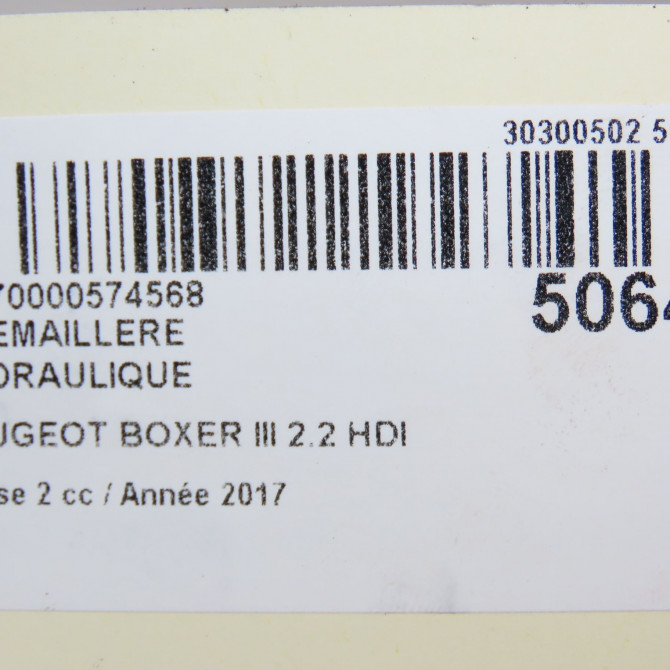 30300502 5
70000574568
5064
EMAILLERE
DRAULIQUE
UGEOT BOXER III 2.2 HDI
se 2 cc / Année 2017